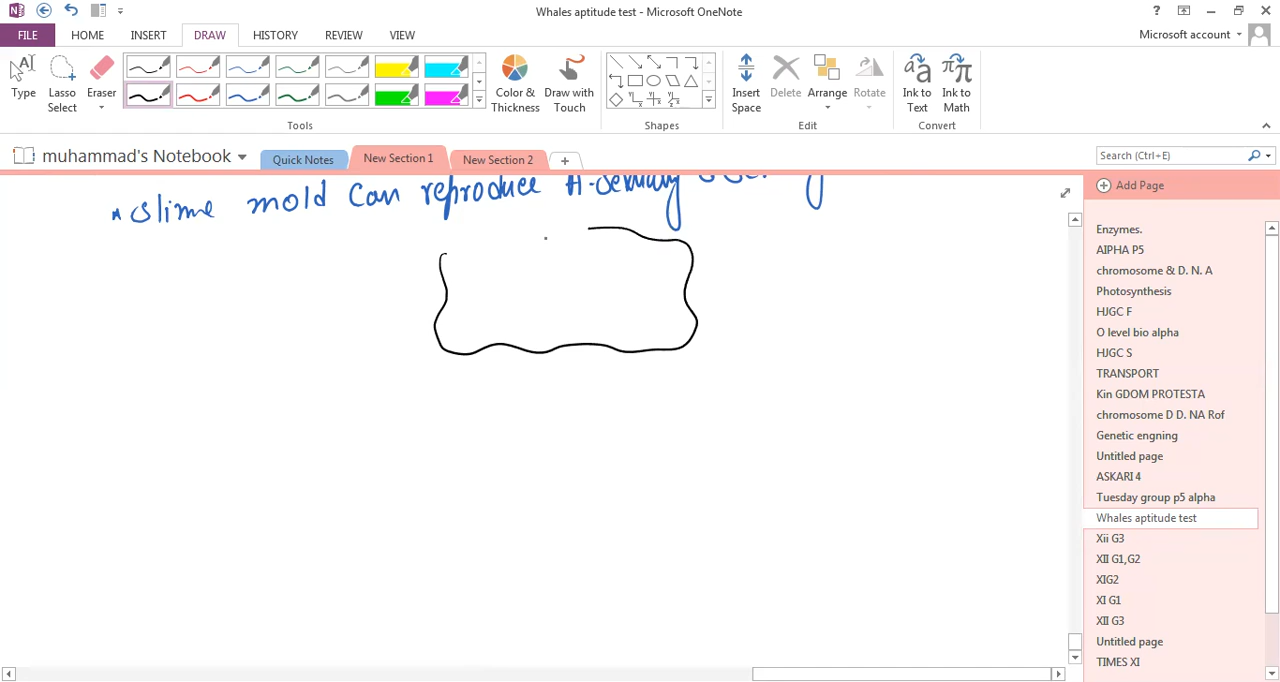 Whales aptitude test - Microsoft OneNote
FILE HOME INSERT DRAW HISTORY REVIEW VIEW
Microsoft account
Type
Lasso Select
Eraser
Color & Thickness
Draw with Touch
Insert Space
Delete
Arrange
Rotate
Ink to Text
Ink to Math
Tools
Shapes
Edit
Convert
muhammad's Notebook
Quick Notes
New Section 1
New Section 2
Search (Ctrl+E)
slime mold Can reproduce A-sexually
Add Page
Enzymes.
AlPHA P5
chromosome & D. N. A
Photosynthesis
HJGC F
O level bio alpha
HJGC S
TRANSPORT
Kin GDOM PROTESTA
chromosome D D. NA Rof
Genetic engning
Untitled page
ASKARI 4
Tuesday group p5 alpha
Whales aptitude test
Xii G3
XII G1,G2
XIG2
XI G1
XII G3
Untitled page
TIMES XI